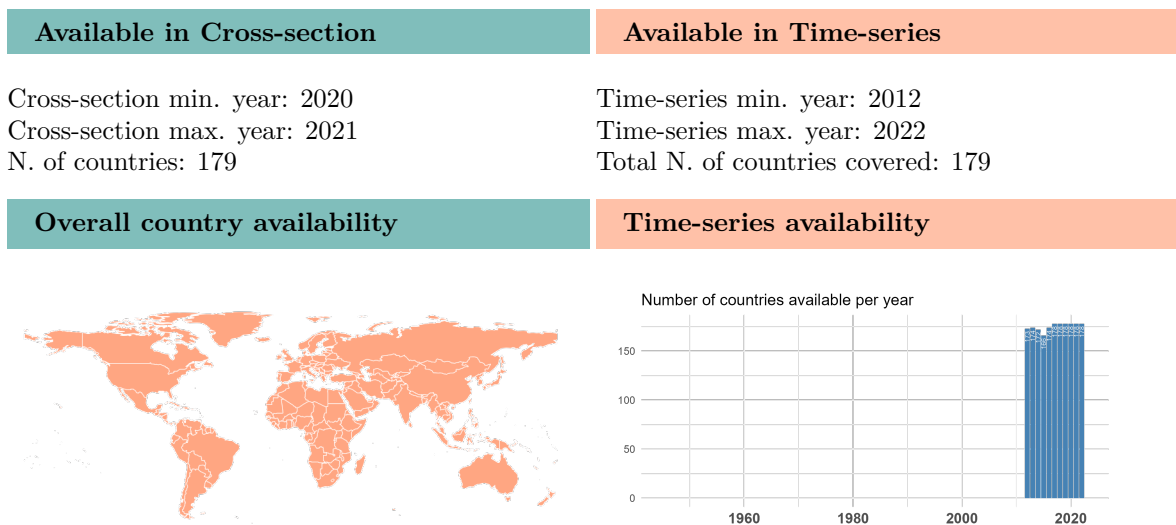 Available in Cross-section
Available in Time-series
Cross-section min. year: 2020
Cross-section max. year: 2021
N. of countries: 179
Time-series min. year: 2012
Time-series max. year: 2022
Total N. of countries covered: 179
Overall country availability
Time-series availability
Number of countries available per year
150
100
50
0
1960
1980
2000
2020